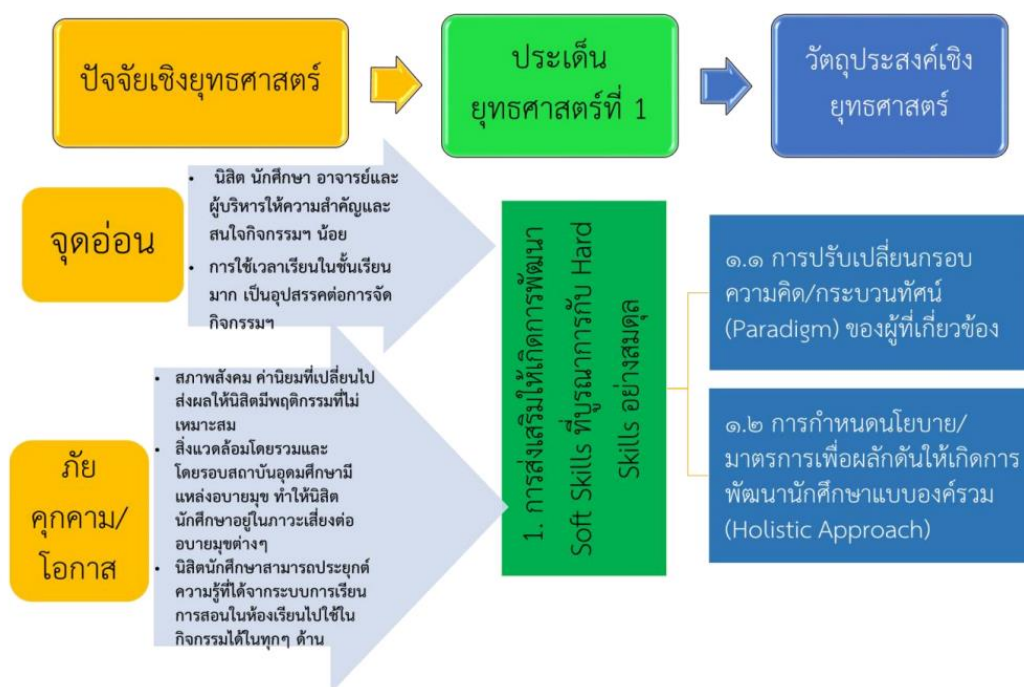 ปัจจัยเชิงยุทธศาสตร์
ประเด็น
ยุทธศาสตร์ที่ 1
วัตถุประสงค์เชิง
ยุทธศาสตร์
จุดอ่อน
• นิสิต นักศึกษา อาจารย์และ
ผู้บริหารให้ความสำคัญและ
สนใจกิจกรรมฯ น้อย
• การใช้เวลาเรียนในชั้นเรียน
มาก เป็นอุปสรรคต่อการจัด
กิจกรรมฯ
ภัย
คุกคาม/
โอกาส
• สภาพสังคม ค่านิยมที่เปลี่ยนไป
ส่งผลให้นิสิตมีพฤติกรรมที่ไม่
เหมาะสม
• สิ่งแวดล้อมโดยรวมและ
โดยรอบสถาบันอุดมศึกษามี
แหล่งอบายมุข ทำให้นิสิต
นักศึกษาอยู่ในภาวะเสี่ยงต่อ
อบายมุขต่างๆ
• นิสิตนักศึกษาสามารถประยุกต์
ความรู้ที่ได้จากระบบการเรียน
การสอนในห้องเรียนไปใช้ใน
กิจกรรมได้ในทุกๆ ด้าน
1. การส่งเสริมให้เกิดการพัฒนา
Soft Skills ที่บูรณาการกับ Hard
Skills อย่างสมดุล
๑.๑ การปรับเปลี่ยนกรอบ
ความคิด/กระบวนทัศน์
(Paradigm) ของผู้ที่เกี่ยวข้อง
๑.๒ การกำหนดนโยบาย/
มาตรการเพื่อผลักดันให้เกิดการ
พัฒนานักศึกษาแบบองค์รวม
(Holistic Approach)